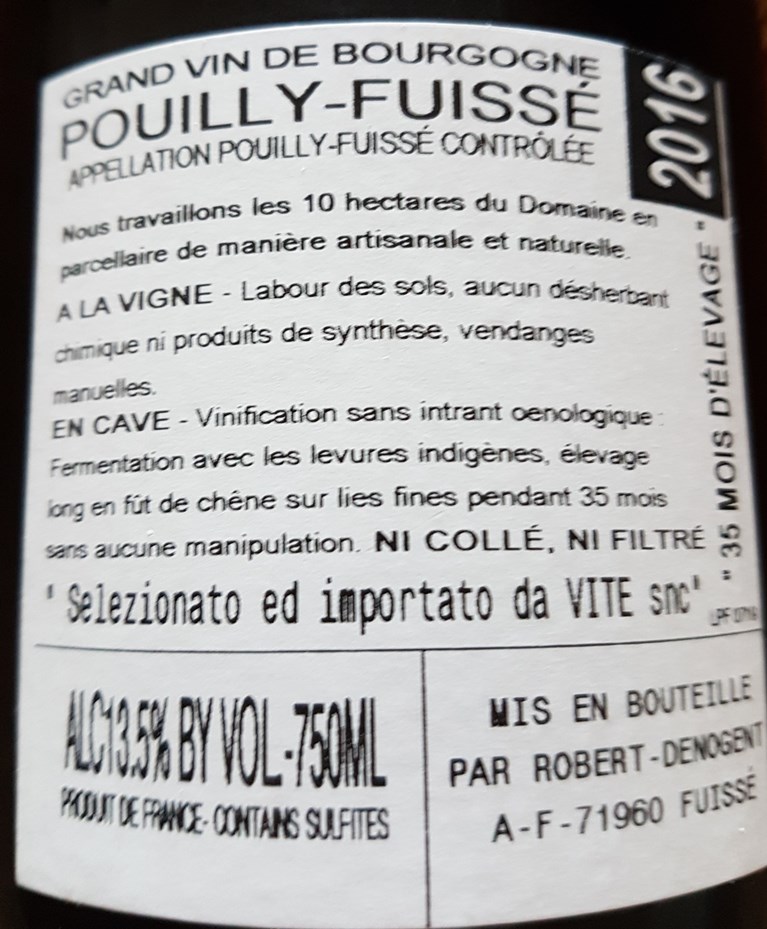 GRAND VIN DE BOURGOGNE
POUILLY-FUISSÉ
APPELLATION POUILLY-FUISSÉ CONTRÔLÉE
2016
Nous travaillons les 10 hectares du Domaine en
parcellaire de manière artisanale et naturelle.
A LA VIGNE - Labour des sols, aucun désherbant
chimique ni produits de synthèse, vendanges
manuelles.
EN CAVE - Vinification sans intrant oenologique :
Fermentation avec les levures indigènes, élevage
long en fût de chêne sur lies fines pendant 35 mois
sans aucune manipulation. NI COLLÉ, NI FILTRÉ
" 35 MOIS D'ÉLEVAGE "
' Selezionato ed importato da VITE snc'
ALC13.5% BY VOL-750ML
PRODUIT DE FRANCE- CONTAINS SULFITES
MIS EN BOUTEILLE
PAR ROBERT-DENOGENT
A-F-71960 FUISSÉ